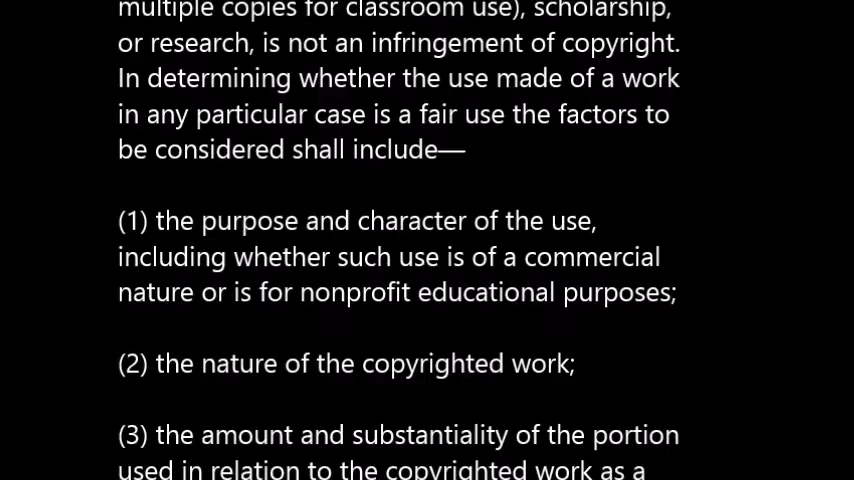 multiple copies for classroom use), scholarship,
or research, is not an infringement of copyright.
In determining whether the use made of a work
in any particular case is a fair use the factors to
be considered shall include—
(1) the purpose and character of the use,
including whether such use is of a commercial
nature or is for nonprofit educational purposes;
(2) the nature of the copyrighted work;
(3) the amount and substantiality of the portion
used in relation to the copyrighted work as a